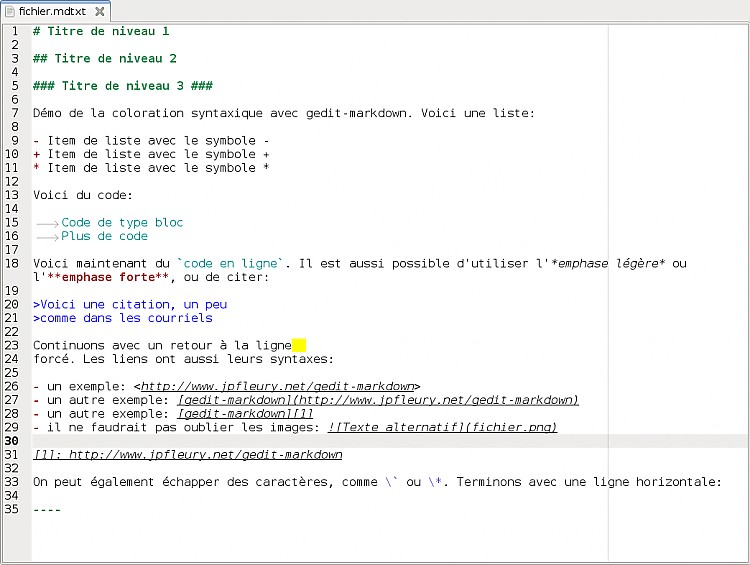 fichler.mdtxt
1 # Titre de niveau 1
2
3 ## Titre de niveau 2
4
5 ### Titre de niveau 3 ###
6
7 Démo de la coloration syntaxique avec gedit-markdown. Voici une liste:
8
9 - Item de liste avec le symbole -
10 + Item de liste avec le symbole +
11 * Item de liste avec le symbole *
12
13 Voici du code:
14
15 Code de type bloc
16 Plus de code
17
18 Voici maintenant du `code en ligne`. Il est aussi possible d'utiliser l'*emphase légère* ou
l'**emphase forte**, ou de citer:
19
20 >Voici une citation, un peu
21 >comme dans les courriels
22
23 Continuons avec un retour à la ligne
24 forcé. Les liens ont aussi leurs syntaxes:
25
26 - un exemple: <http://www.jpfleury.net/gedit-markdown>
27 - un autre exemple: [gedit-markdown](http://www.jpfleury.net/gedit-markdown)
28 - un autre exemple: [gedit-markdown][1]
29 - il ne faudrait pas oublier les images: ![Texte alternatif](fichier.png)
30
31 [1]: http://www.jpfleury.net/gedit-markdown
32
33 On peut également échapper des caractères, comme \` ou \*. Terminons avec une ligne horizontale:
34
35 ----